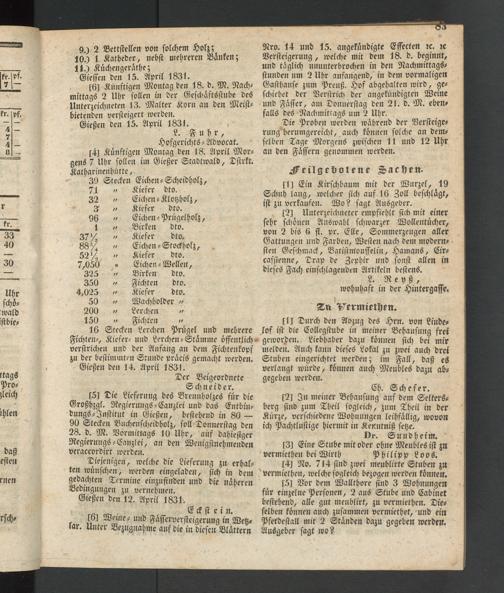 83
9.) 2 Bettstellen von solchem Holz;
10.) 1 Katheder, nebst mehreren Bänken;
11.) Küchengeräthe;
Giessen den 15. April 1831.
[6] Künftigen Montag den 18. d. M. Nach-
mittags 2 Uhr sollen in der Geschäftsstube des
Unterzeichneten 13. Malter Korn an den Meist-
bietenden versteigert werden.
Gießen den 15. April 1831.
L. Fuhr,
Hofgerichts-Advocat.
[4] Künftigen Montag den 18. April Mor-
gens 7 Uhr sollen im Gießer Stadtwald, Distrkt.
Katharinenhütte,
39 Stecken Eichen-Scheidholz,
71 „ Kiefer dto.
32 „ Eichen-Klotzholz,
3 „ Kiefer dto.
96 „ Eichen-Prügelholz,
1 „ Birken dto.
37½ „ Kiefer dto.
88½ „ Eichen-Stockholz,
52½ „ Kiefer dto.
7,050 „ Eichen-Wellen,
325 „ Birken dto.
350 „ Fichten dto.
4,025 „ Kiefer dto.
50 „ Wachholder „
200 „ Lerchen „
150 „ Fichten „
16 Stecken Lerchen Prügel und mehrere
Fichten-, Kiefer- und Lerchen-Stämme öffentlich
verstrichen und der Anfang an dem Fichtenkopf
zu der bestimmten Stunde präcis gemacht werden.
Gießen den 14. April 1831.
Der Beigeordnete
Schneider.
[5] Die Lieferung des Brennholzes für die
Großhzgl. Regierungs-Canzlei und das Entbin-
dungs-Institut in Gießen, bestehend in 80 —
90 Stecken Buchenscheidholz, soll Donnerstag den
28. d. M. Vormittags 10 Uhr, auf dahiesiger
Regierungs-Canzlei, an den Wenigstnehmenden
veraccordirt werden.
Diejenigen, welche die Lieferung zu erhal-
ten wünschen, werden eingeladen, sich in dem
gedachten Termine einzufinden und die näheren
Bedingungen zu vernehmen.
Gießen den 12. April 1831.
Eckstein.
[6] Weine- und Fässerversteigerung in Wetz-
lar. Unter Bezugnahme auf die in diesen Blättern
Nro. 14 und 15. angekündigte Effecten ꝛc. ꝛc
Versteigerung, welche mit dem 18. d. beginnt,
und täglich ununterbrochen in den Nachmittags-
stunden um 2 Uhr anfangend, in dem vormaligen
Gasthause zum Preuß. Hof abgehalten wird, ge-
schiehet der Verstrich der angekündigten Weine
und Fässer, am Donnerstag den 21. d. M. eben-
falls des Nachmittags um 2 Uhr.
Die Proben werden während der Versteige-
rung herumgereicht, auch können solche an dem-
selben Tage Morgens zwischen 11 und 12 Uhr
an den Fässern genommen werden.
Feilgebotene Sachen.
[1] Ein Kirschbaum mit der Wurzel, 19
Schuh lang, welcher sich auf 16 Zoll beschlägt,
ist zu verkaufen. Wo? sagt Ausgeber.
[2] Unterzeichneter empfiehlt sich mit einer
sehr schönen Auswahl schwarzer Wollentücher,
von 2 bis 6 fl. pr. Elle, Sommerzeugen aller
Gattungen und Farben, Westen nach dem modern-
sten Geschmack,
cassienne, Drap de Zephir und sonst allen in
dieses Fach einschlagenden Artikeln bestens.
L. Reyß,
wohnhaft in der Hintergasse.
Zu Vermiethen.
[1] Durch den Abzug des Hrn. von Linde-
lof ist die Collegstube in meiner Behausung frei
geworden. Liebhaber dazu können sich bei mir
melden. Auch kann dieses Lokal zu zwei auch drei
Stuben eingerichtet werden; im Fall, daß es
verlangt würde, können auch Meubles dazu ab-
gegeben werden.
Ch. Schefer.
[2] In meiner Behausung auf dem Selters-
berg sind zum Theil sogleich, zum Theil in der
Kürze, verschiedene Wohnungen leihfällig, wovon
ich Pachtlustige hiermit in Kenntniß setze.
Dr. Sundheim.
[3] Eine Stube mit oder ohne Meubles ist zu
vermiethen bei Wirth Philipp Loos.
[4] No. 714 sind zwei meublirte Stuben zu
vermiethen, welche sogleich bezogen werden können.
[5] Vor dem Wallthore sind 3 Wohnungen
für einzelne Personen, 2 aus Stube und Cabinet
bestehend, alle gut meublirt, zu vermiethen. Die-
selben können auch zusammen vermiethet, und ein
Pferdestall mit 2 Ständen dazu gegeben werden.
Ausgeber sagt wo?